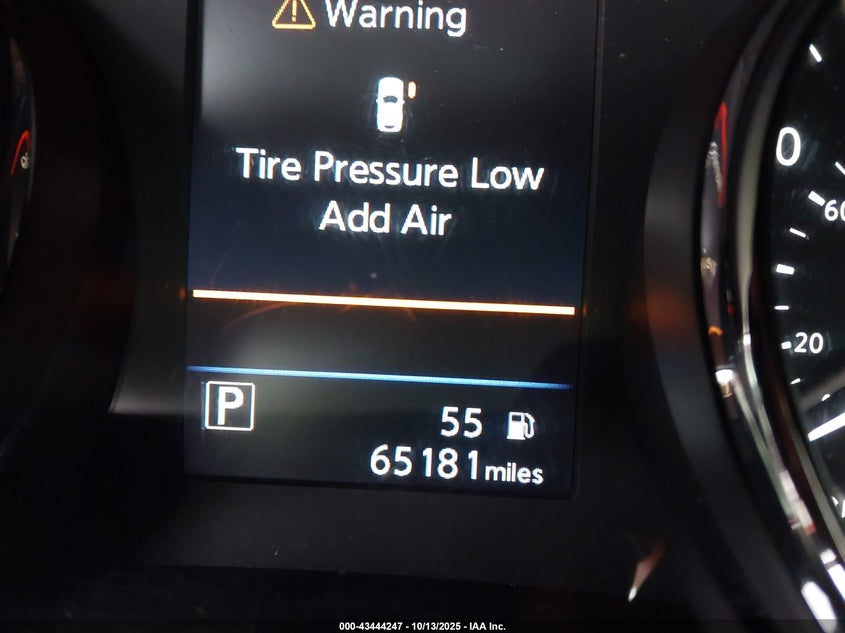 Warning
Tire Pressure Low
Add Air
P
55
65181 miles
0
60
20
000-43444247 - 10/13/2025 - IAA Inc.